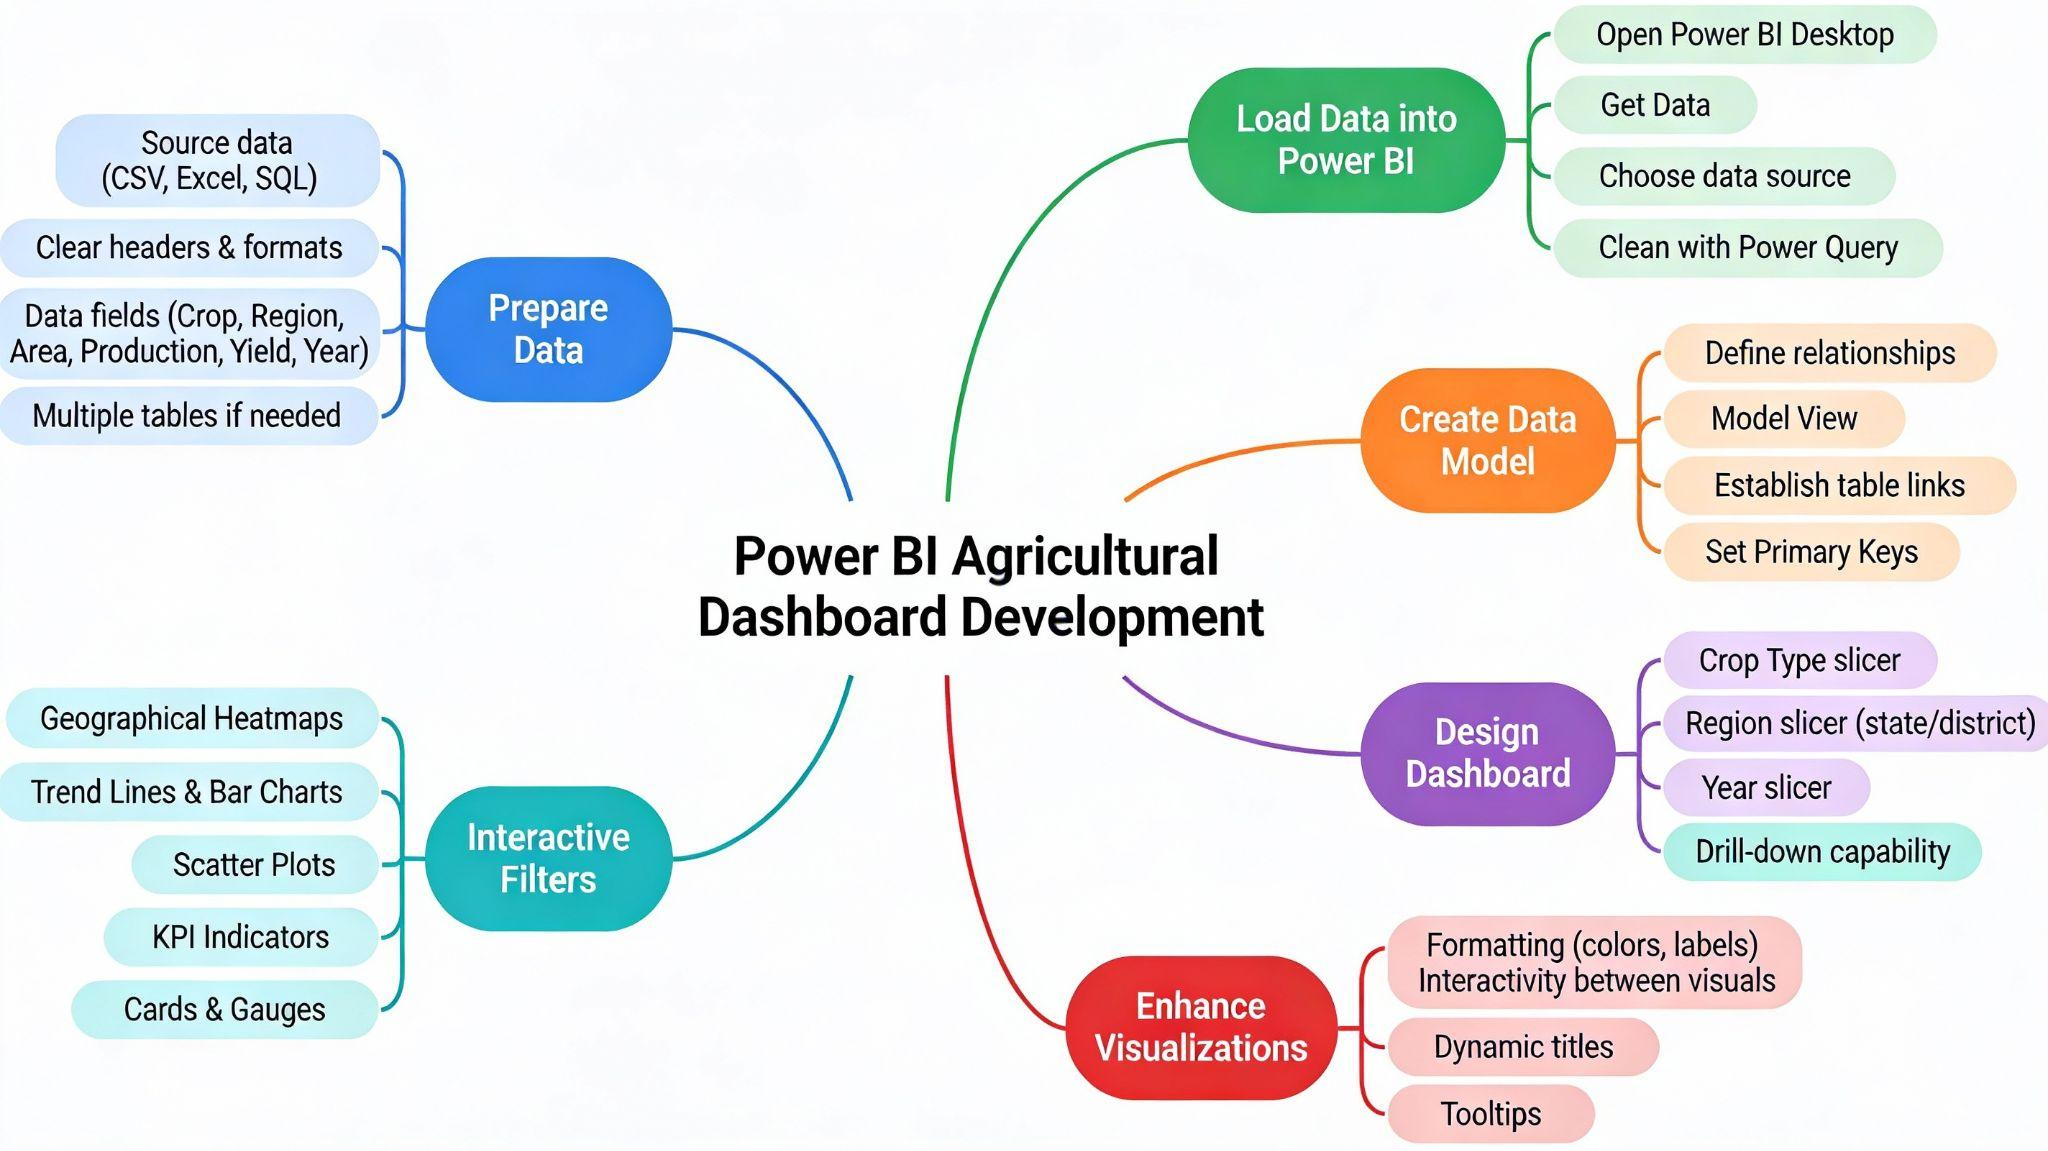 Power BI Agricultural
Dashboard Development
Prepare
Data
Source data
(CSV, Excel, SQL)
Clear headers & formats
Data fields (Crop, Region,
Area, Production, Yield, Year)
Multiple tables if needed
Load Data into
Power BI
Open Power BI Desktop
Get Data
Choose data source
Clean with Power Query
Create Data
Model
Define relationships
Model View
Establish table links
Set Primary Keys
Design
Dashboard
Crop Type slicer
Region slicer (state/district)
Year slicer
Drill-down capability
Enhance
Visualizations
Formatting (colors, labels)
Interactivity between visuals
Dynamic titles
Tooltips
Interactive
Filters
Geographical Heatmaps
Trend Lines & Bar Charts
Scatter Plots
KPI Indicators
Cards & Gauges